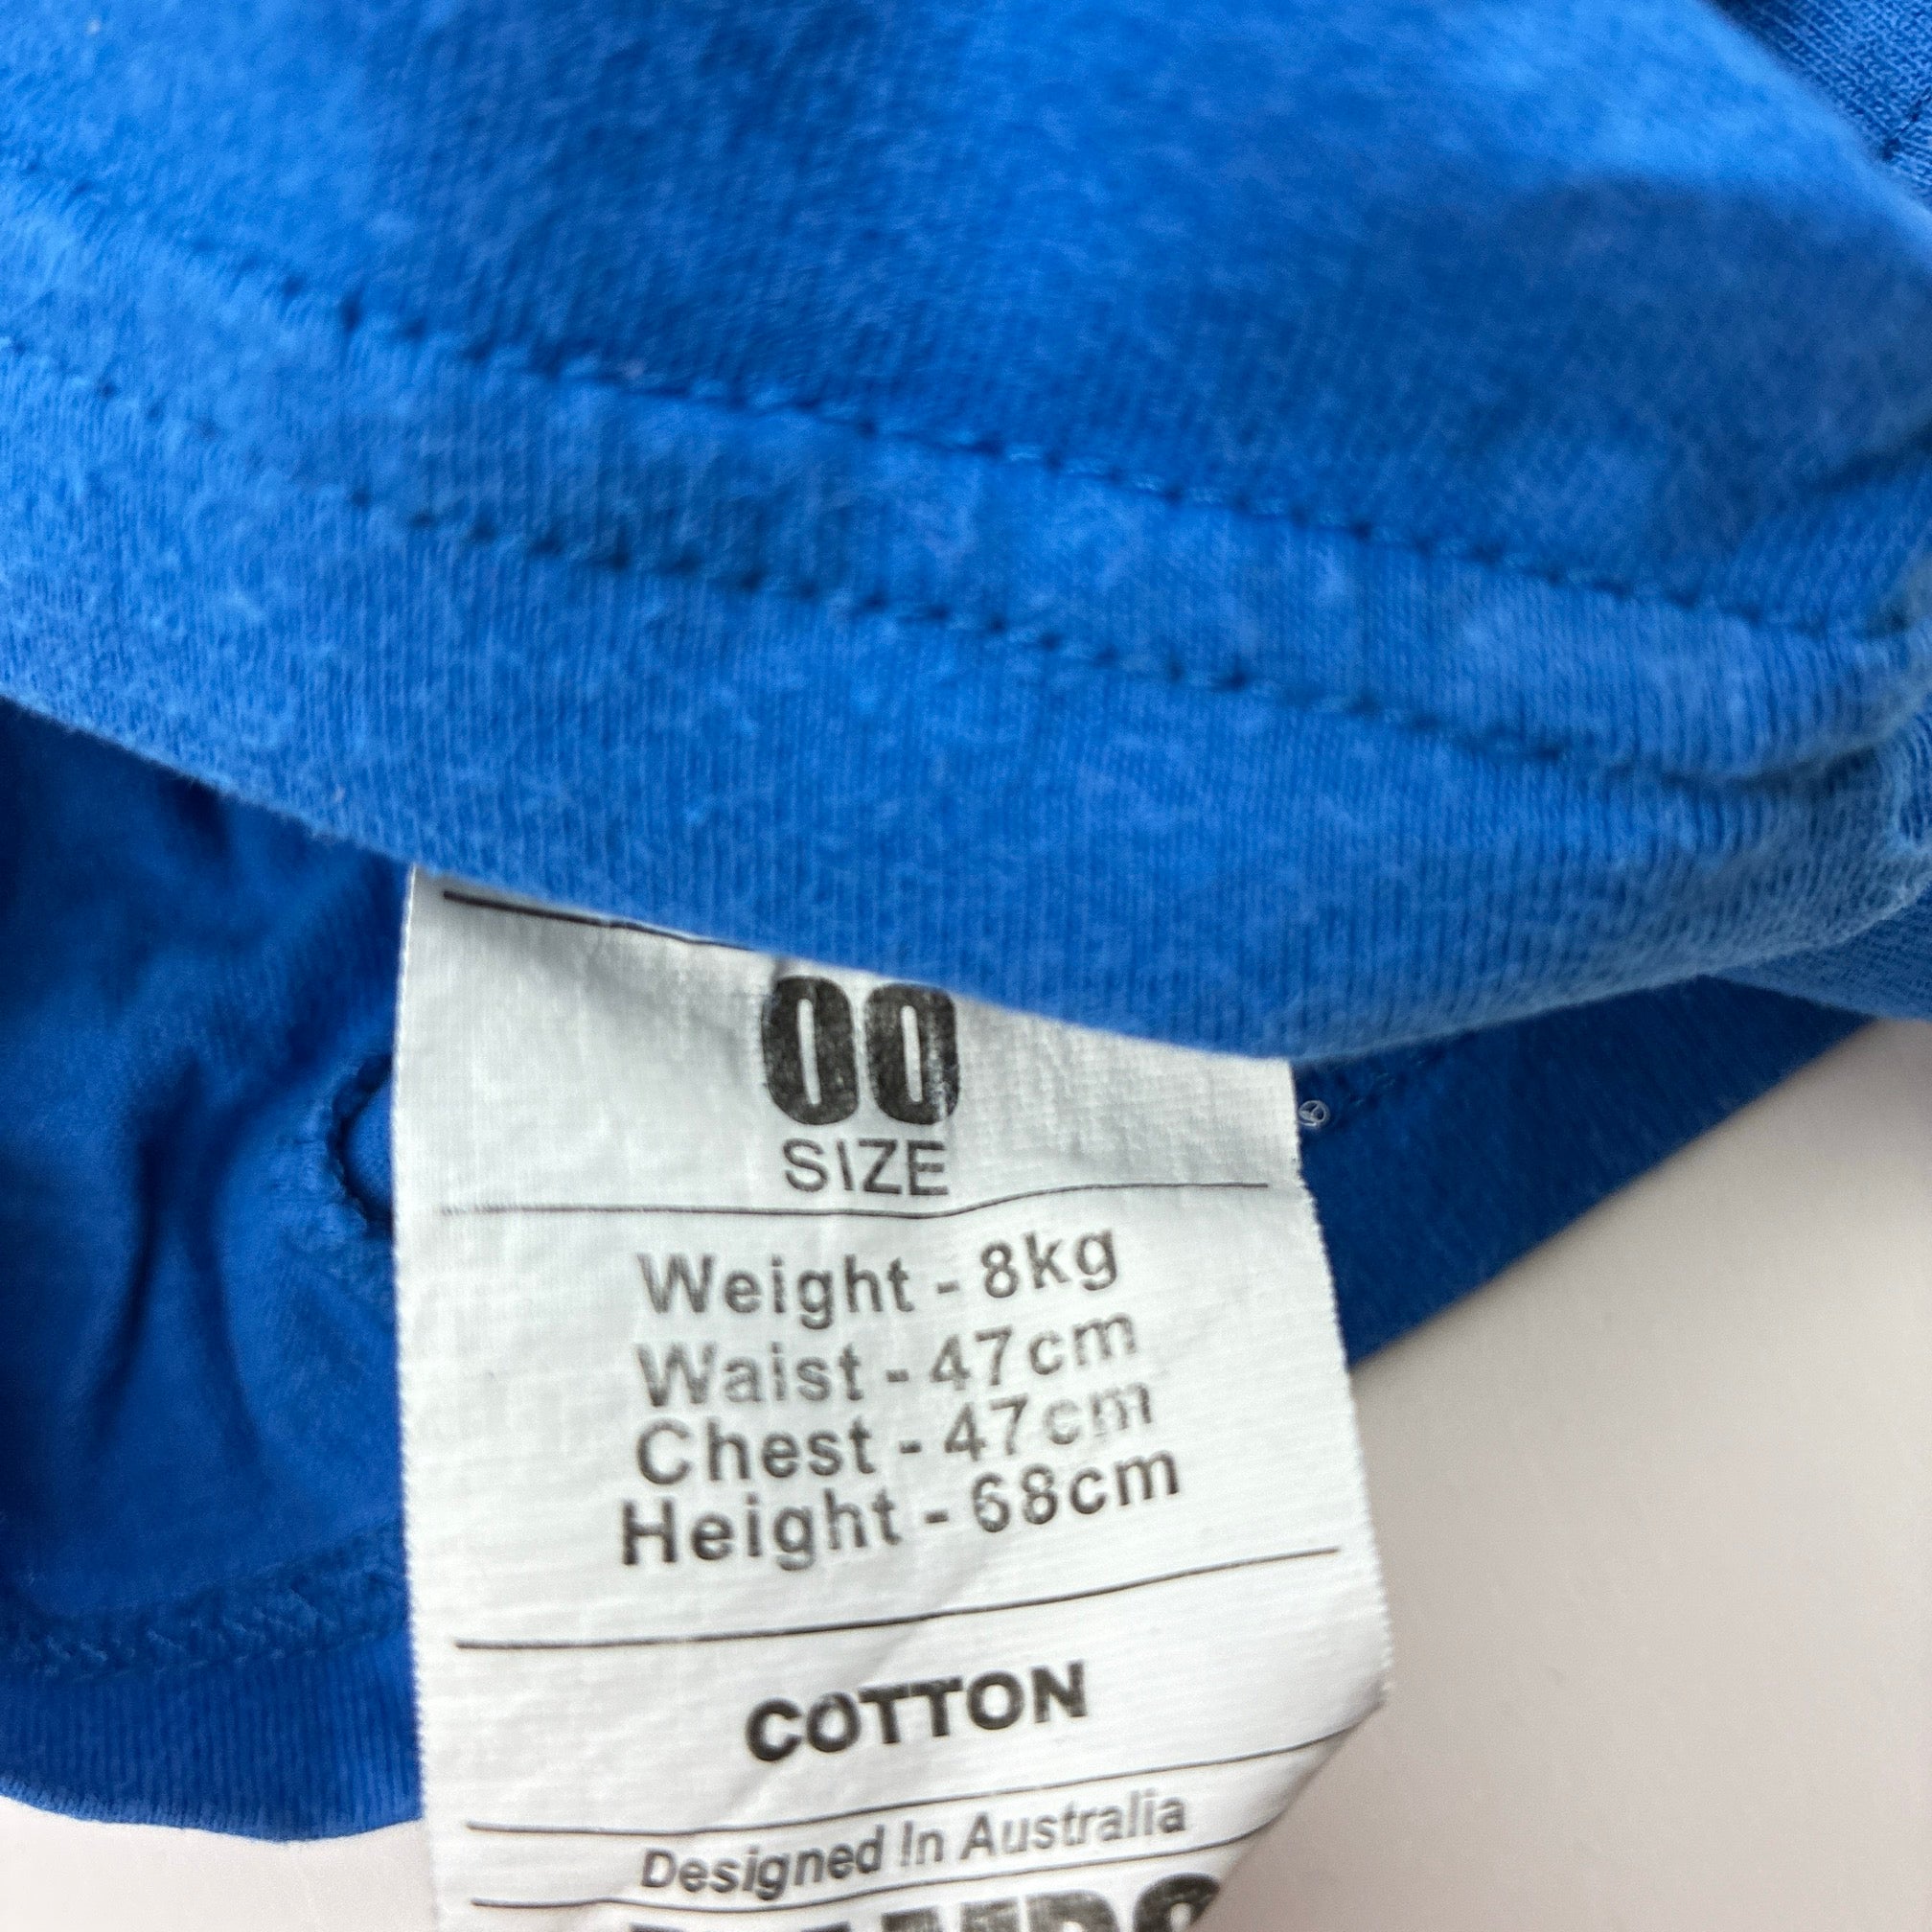 00
SIZE
Weight - 8kg
Waist - 47cm
Chest - 47cm
Height - 68cm
COTTON
Designed In Australia